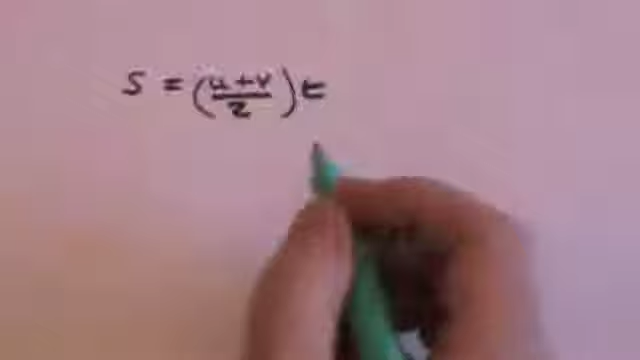 S = (u+v/2)t